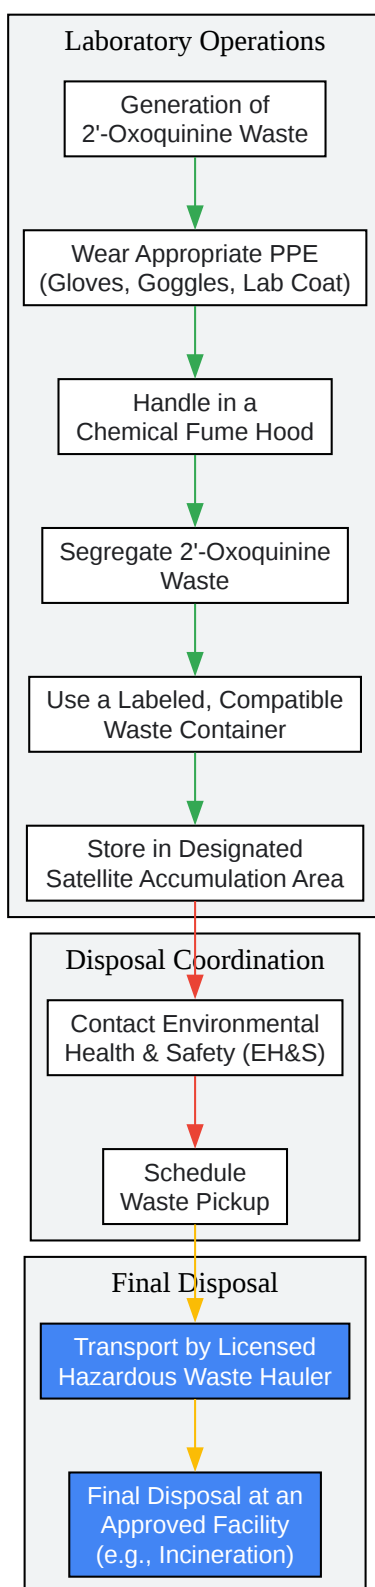 Laboratory Operations
Generation of
2'-Oxoquinine Waste
Wear Appropriate PPE
(Gloves, Goggles, Lab Coat)
Handle in a
Chemical Fume Hood
Segregate 2'-Oxoquinine
Waste
Use a Labeled, Compatible
Waste Container
Store in Designated
Satellite Accumulation Area
Disposal Coordination
Contact Environmental
Health & Safety (EH&S)
Schedule
Waste Pickup
Final Disposal
Transport by Licensed
Hazardous Waste Hauler
Final Disposal at an
Approved Facility
(e.g., Incineration)